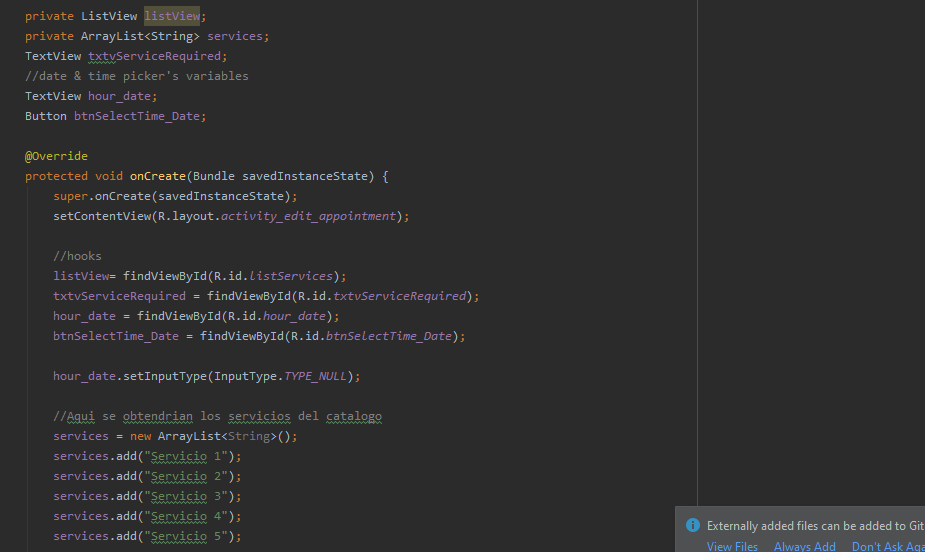 private ListView listView;
private ArrayList<String> services;
TextView txtvServiceRequired;
//date & time picker's variables
TextView hour_date;
Button btnSelectTime_Date;
@Override
protected void onCreate(Bundle savedInstanceState) {
super.onCreate(savedInstanceState);
setContentView(R.layout.activity_edit_appointment);
//hooks
listView= findViewById(R.id.listServices);
txtvServiceRequired = findViewById(R.id.txtvServiceRequired);
hour_date = findViewById(R.id.hour_date);
btnSelectTime_Date = findViewById(R.id.btnSelectTime_Date);
hour_date.setInputType(InputType.TYPE_NULL);
//Aqui se obtendrian los servicios del catalogo
services = new ArrayList<String>();
services.add("Servicio 1");
services.add("Servicio 2");
services.add("Servicio 3");
services.add("Servicio 4");
services.add("Servicio 5");
Externally added files can be added to Git
View Files Always Add Don't Ask Aga